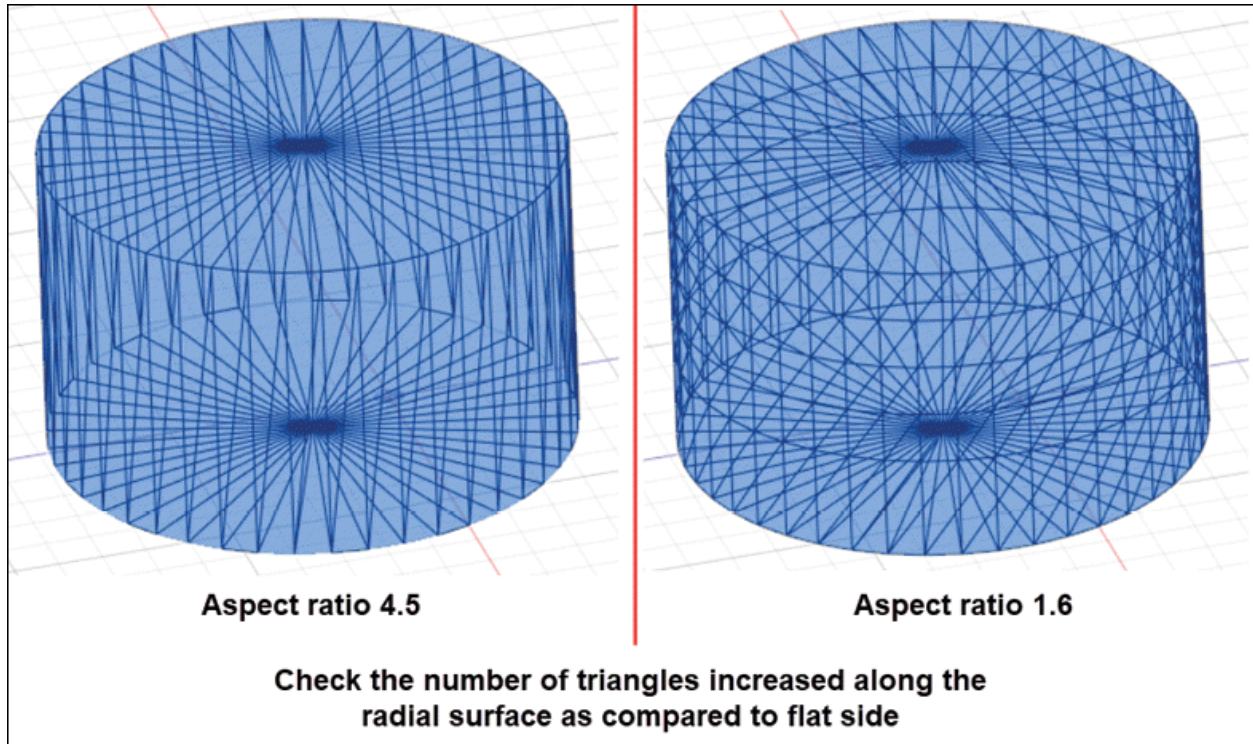 Aspect ratio 4.5
Aspect ratio 1.6
Check the number of triangles increased along the
radial surface as compared to flat side